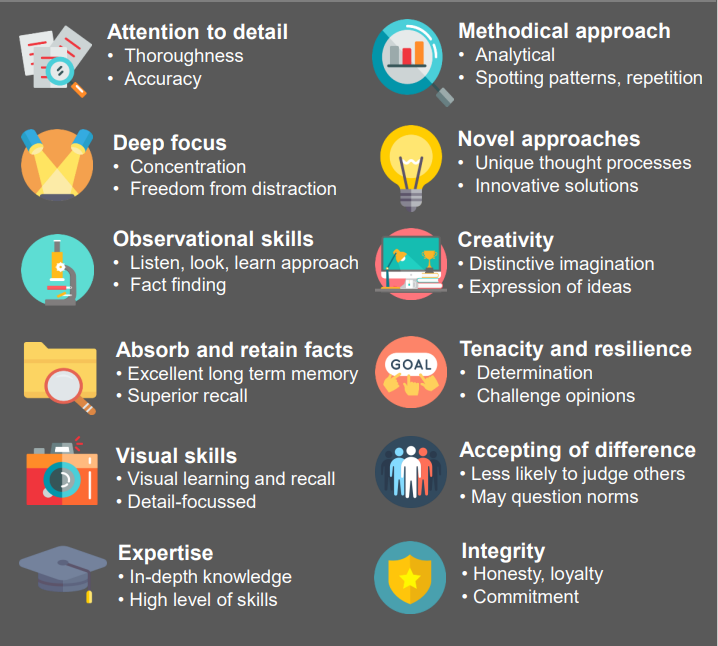 Attention to detail
• Thoroughness
• Accuracy
Deep focus
• Concentration
• Freedom from distraction
Observational skills
• Listen, look, learn approach
• Fact finding
Absorb and retain facts
• Excellent long term memory
• Superior recall
Visual skills
• Visual learning and recall
• Detail-focussed
Expertise
• In-depth knowledge
• High level of skills
Methodical approach
• Analytical
• Spotting patterns, repetition
Novel approaches
• Unique thought processes
• Innovative solutions
Creativity
• Distinctive imagination
• Expression of ideas
GOAL
Tenacity and resilience
• Determination
• Challenge opinions
Accepting of difference
• Less likely to judge others
• May question norms
Integrity
• Honesty, loyalty
• Commitment